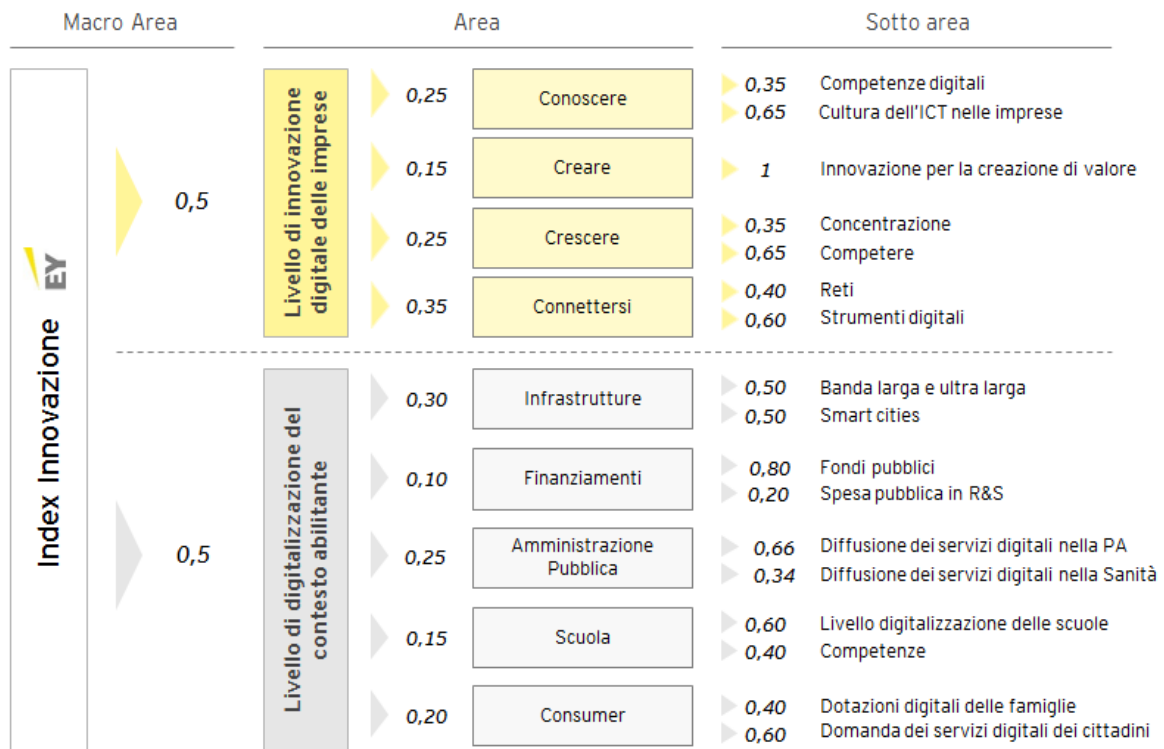 Macro Area
Area
Sotto area
Index Innovazione
EY
0,5
Livello di innovazione
digitale delle imprese
0,25
Conoscere
0,35
Competenze digitali
0,65
Cultura dell'ICT nelle imprese
0,15
Creare
1
Innovazione per la creazione di valore
0,25
Crescere
0,35
Concentrazione
0,65
Competere
0,35
Connettersi
0,40
Reti
0,60
Strumenti digitali
0,5
Livello di digitalizzazione del
contesto abilitante
0,30
Infrastrutture
0,50
Banda larga e ultra larga
0,50
Smart cities
0,10
Finanziamenti
0,80
Fondi pubblici
0,20
Spesa pubblica in R&S
0,25
Amministrazione
Pubblica
0,66
Diffusione dei servizi digitali nella PA
0,34
Diffusione dei servizi digitali nella Sanità
0,15
Scuola
0,60
Livello digitalizzazione delle scuole
0,40
Competenze
0,20
Consumer
0,40
Dotazioni digitali delle famiglie
0,60
Domanda dei servizi digitali dei cittadini